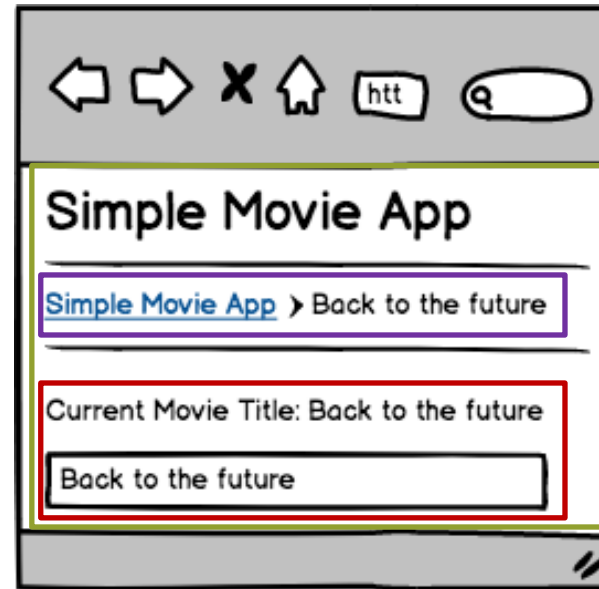 htt
Simple Movie App
Simple Movie App > Back to the future
Current Movie Title: Back to the future
Back to the future